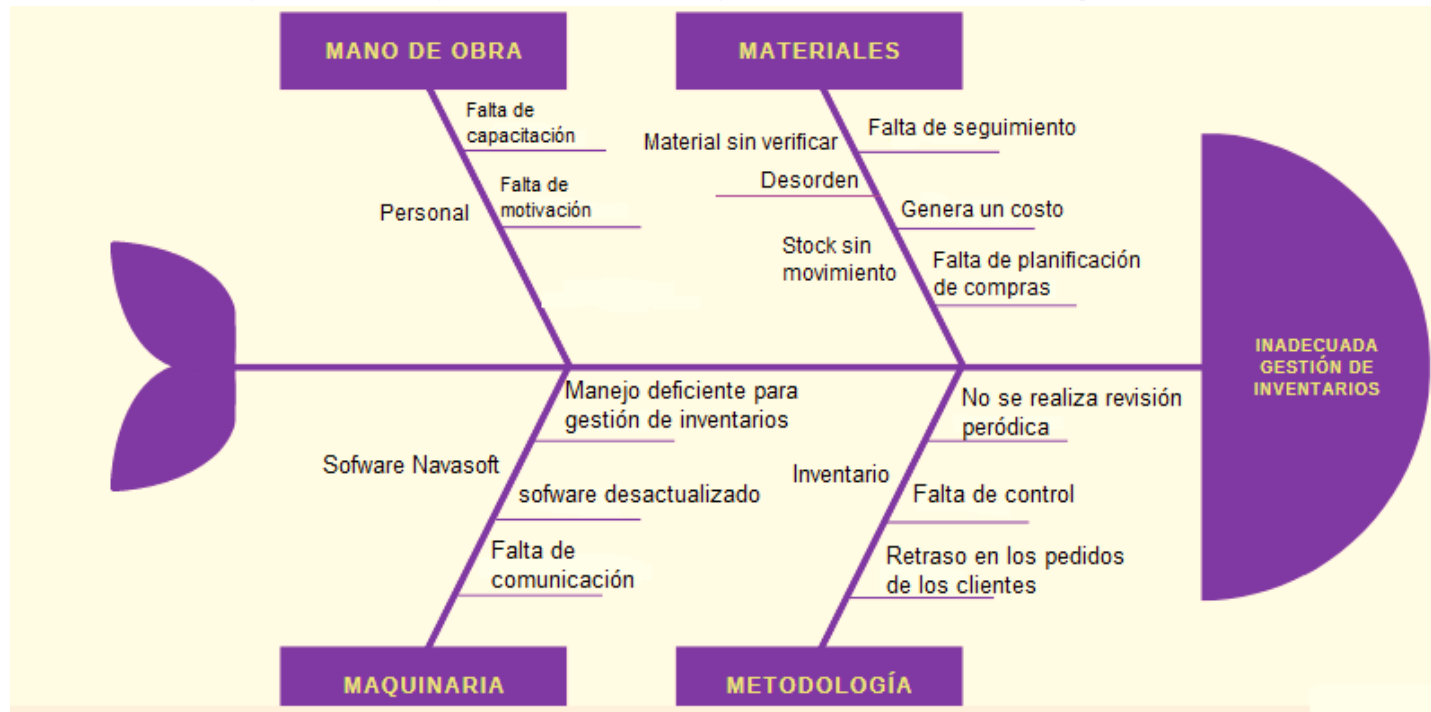 MANO DE OBRA
MATERIALES
Falta de
capacitación
Falta de
motivación
Personal
Material sin verificar
Falta de seguimiento
Desorden
Genera un costo
Stock sin
movimiento
Falta de planificación
de compras
INADECUADA
GESTIÓN DE
INVENTARIOS
Manejo deficiente para
gestión de inventarios
Sofware Navasoft
sofware desactualizado
Falta de
comunicación
No se realiza revisión
peródica
Inventario
Falta de control
Retraso en los pedidos
de los clientes
MAQUINARIA
METODOLOGÍA